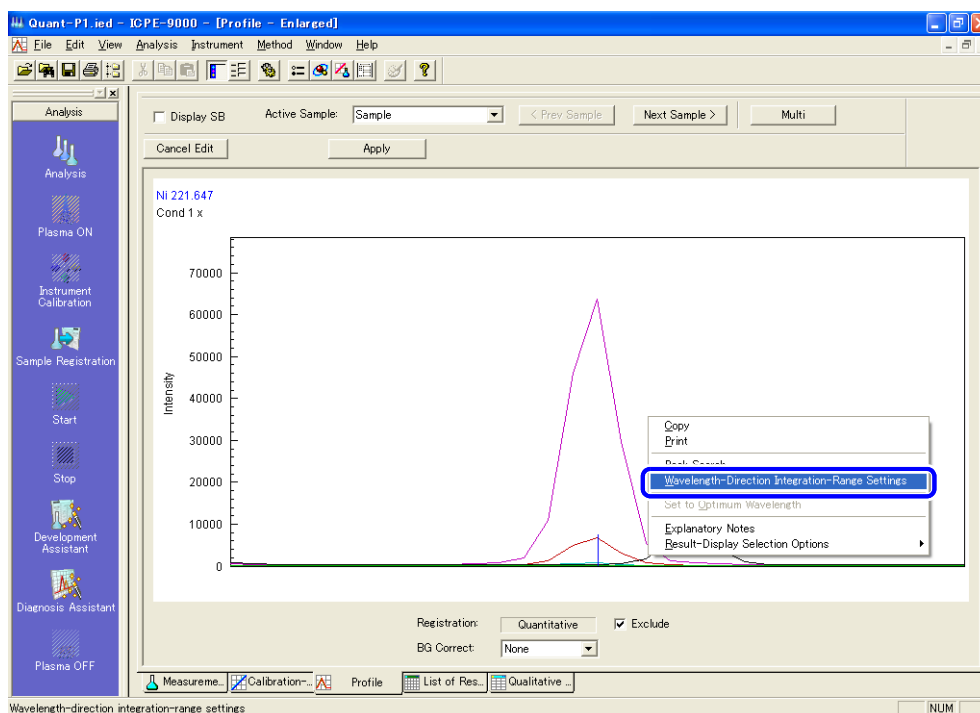 Quant-P1.ied - ICPE-9000 - [Profile - Enlarged]
File Edit View Analysis Instrument Method Window Help
Analysis
Display SB Active Sample: Sample < Prev Sample Next Sample > Multi
Cancel Edit Apply
Analysis
Plasma ON
Instrument
Calibration
Sample Registration
Start
Stop
Development
Assistant
Diagnosis Assistant
Plasma OFF
Ni 221.647
Cond 1 x
Intensity
70000
60000
50000
40000
30000
20000
10000
0
Copy
Print
Peak Search
Wavelength-Direction Integration-Range Settings
Set to Optimum Wavelength
Explanatory Notes
Result-Display Selection Options
Registration: Quantitative Exclude
BG Correct: None
Measureme... Calibration-... Profile List of Res... Qualitative ...
Wavelength-direction integration-range settings NUM